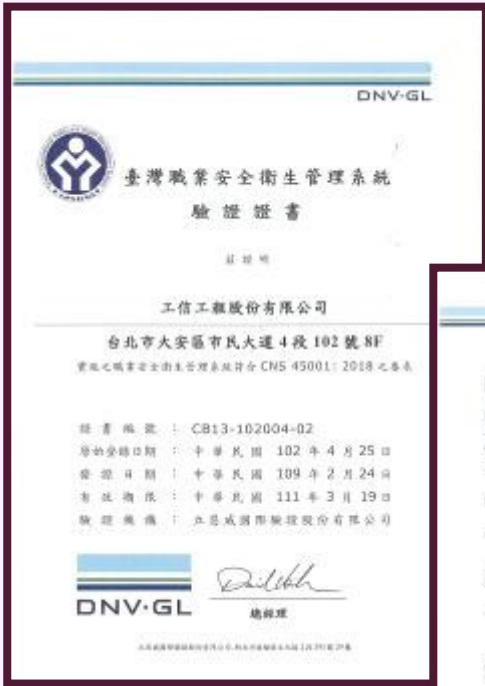 DNV·GL
臺灣職業安全衛生管理系統
驗證證書
茲證明
工信工程股份有限公司
台北市大安區市民大道 4 段 102 號 8F
實施之職業安全衛生管理系統符合 CNS 45001: 2018 之要求
證書編號 : CB13-102004-02
原始登錄日期 : 中華民國 102 年 4 月 25 日
發證日期 : 中華民國 109 年 2 月 24 日
有效期限 : 中華民國 111 年 3 月 19 日
驗證機構 : 立恩威國際驗證股份有限公司
DNV·GL
總經理